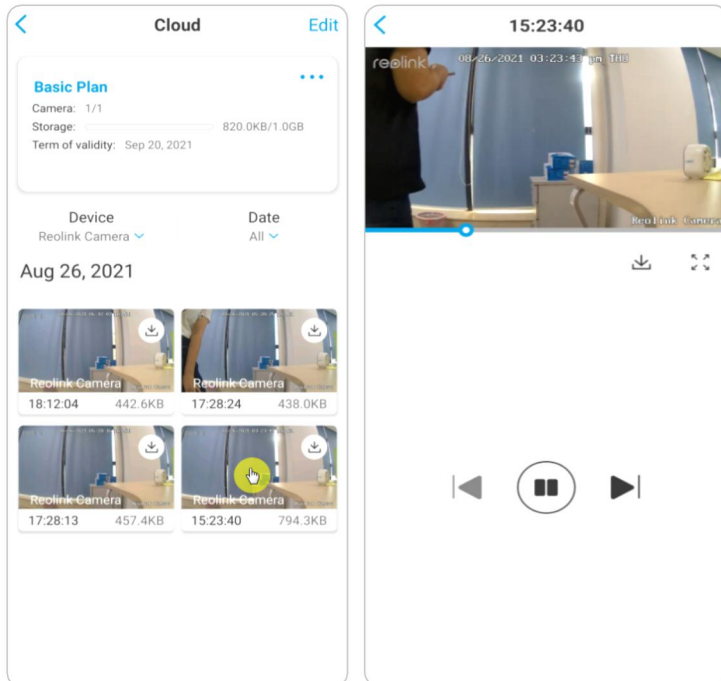 Cloud
Edit
Basic Plan
Camera: 1/1
Storage: 820.0KB/1.0GB
Term of validity: Sep 20, 2021
Device
Date
Reolink Camera
All
Aug 26, 2021
Reolink Camera
Reolink Camera
18:12:04 442.6KB
17:28:24 438.0KB
Reolink Camera
Reolink Camera
17:28:13 457.4KB
15:23:40 794.3KB
15:23:40
reolink
08/26/2021 03:23:43 pm THU
Reolink Camera